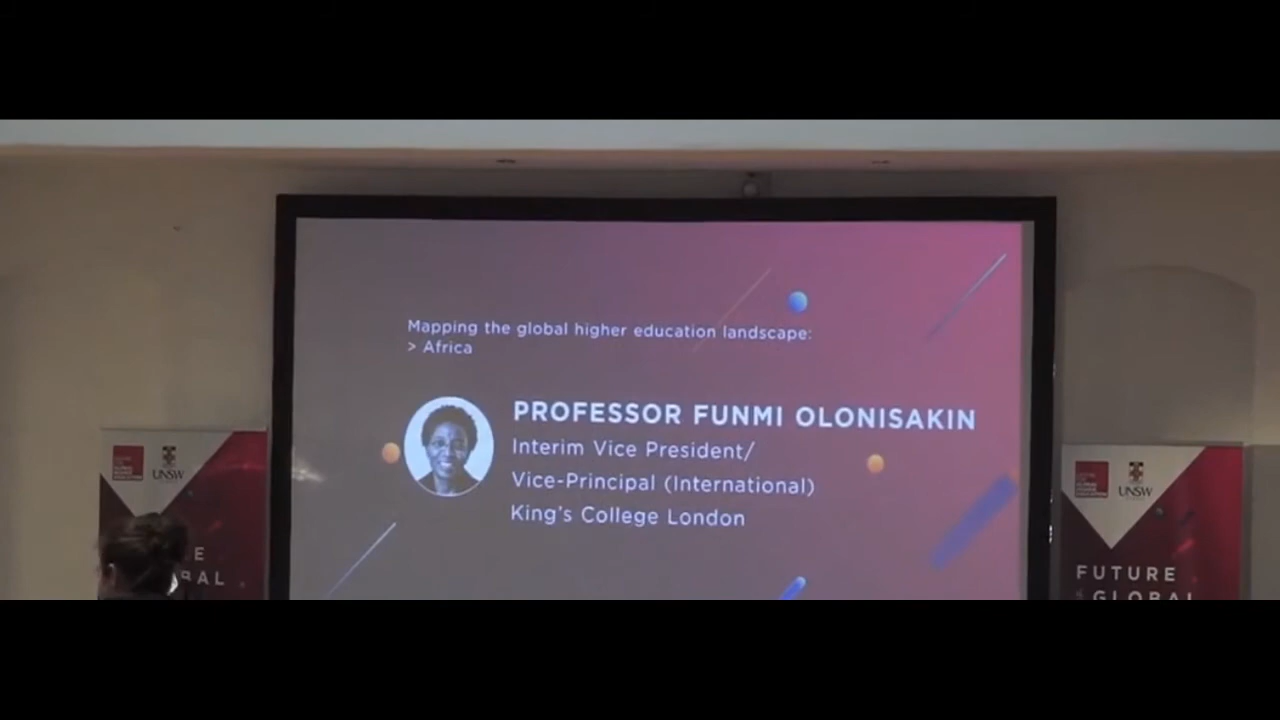 Mapping the global higher education landscape:
> Africa
PROFESSOR FUNMI OLONISAKIN
Interim Vice President/
Vice-Principal (International)
King's College London
UNSW
UNSW
FUTURE
GLOBAL